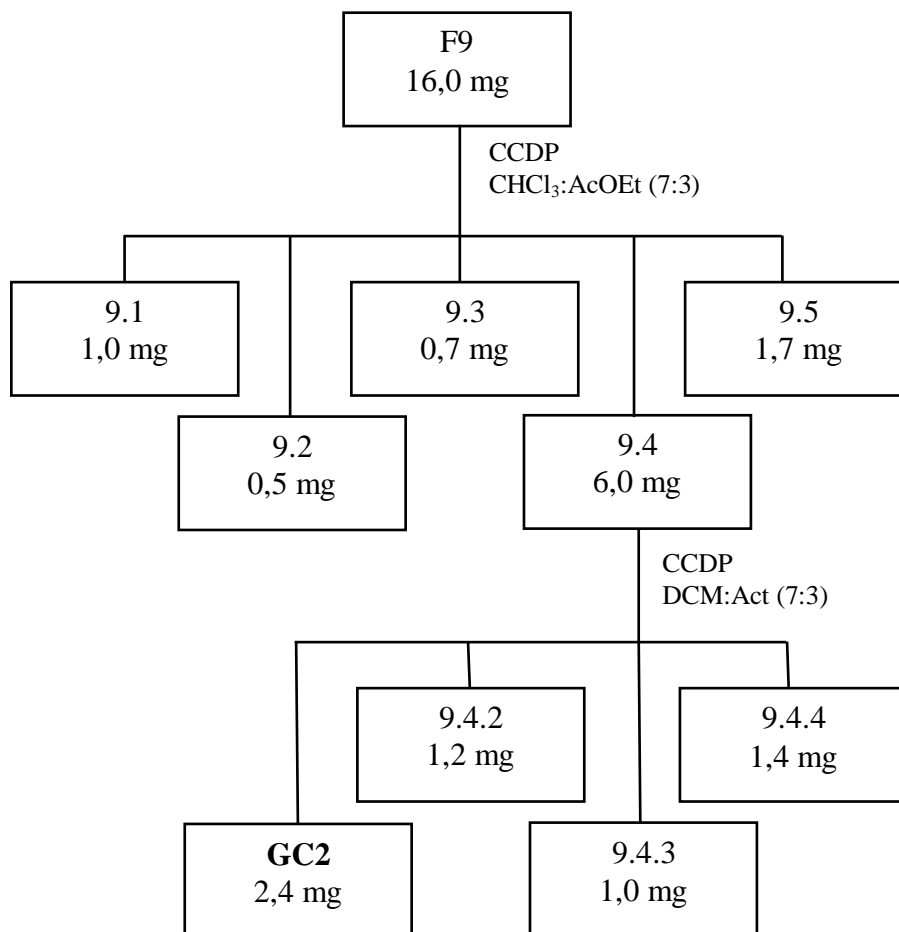 F9
16,0 mg
CCDP
CHCl₃:AcOEt (7:3)
9.1
1,0 mg
9.3
0,7 mg
9.5
1,7 mg
9.2
0,5 mg
9.4
6,0 mg
CCDP
DCM:Act (7:3)
9.4.2
1,2 mg
9.4.4
1,4 mg
GC2
2,4 mg
9.4.3
1,0 mg